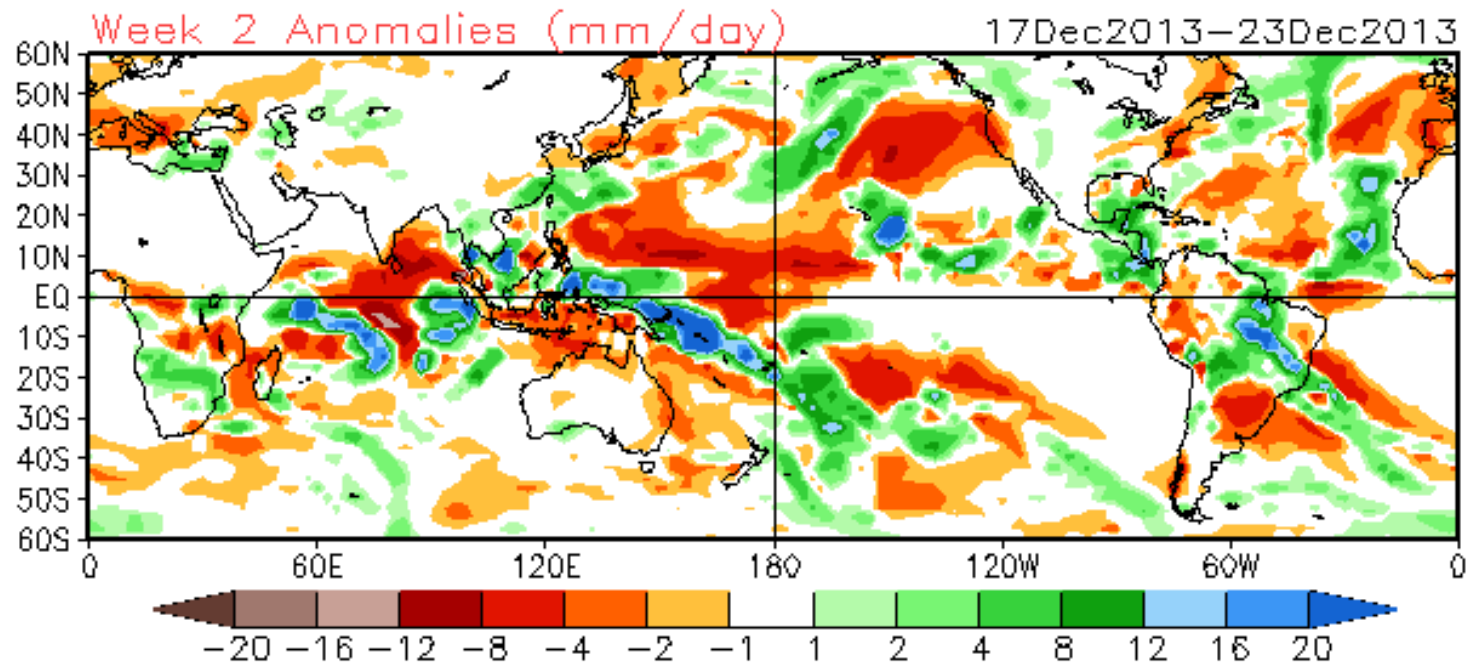 Week 2 Anomalies (mm/day) 17Dec2013-23Dec2013
60N
50N
40N
30N
20N
10N
EQ
10S
20S
30S
40S
50S
60S
0 60E 120E 180 120W 60W 0
-20 -16 -12 -8 -4 -2 -1 1 2 4 8 12 16 20